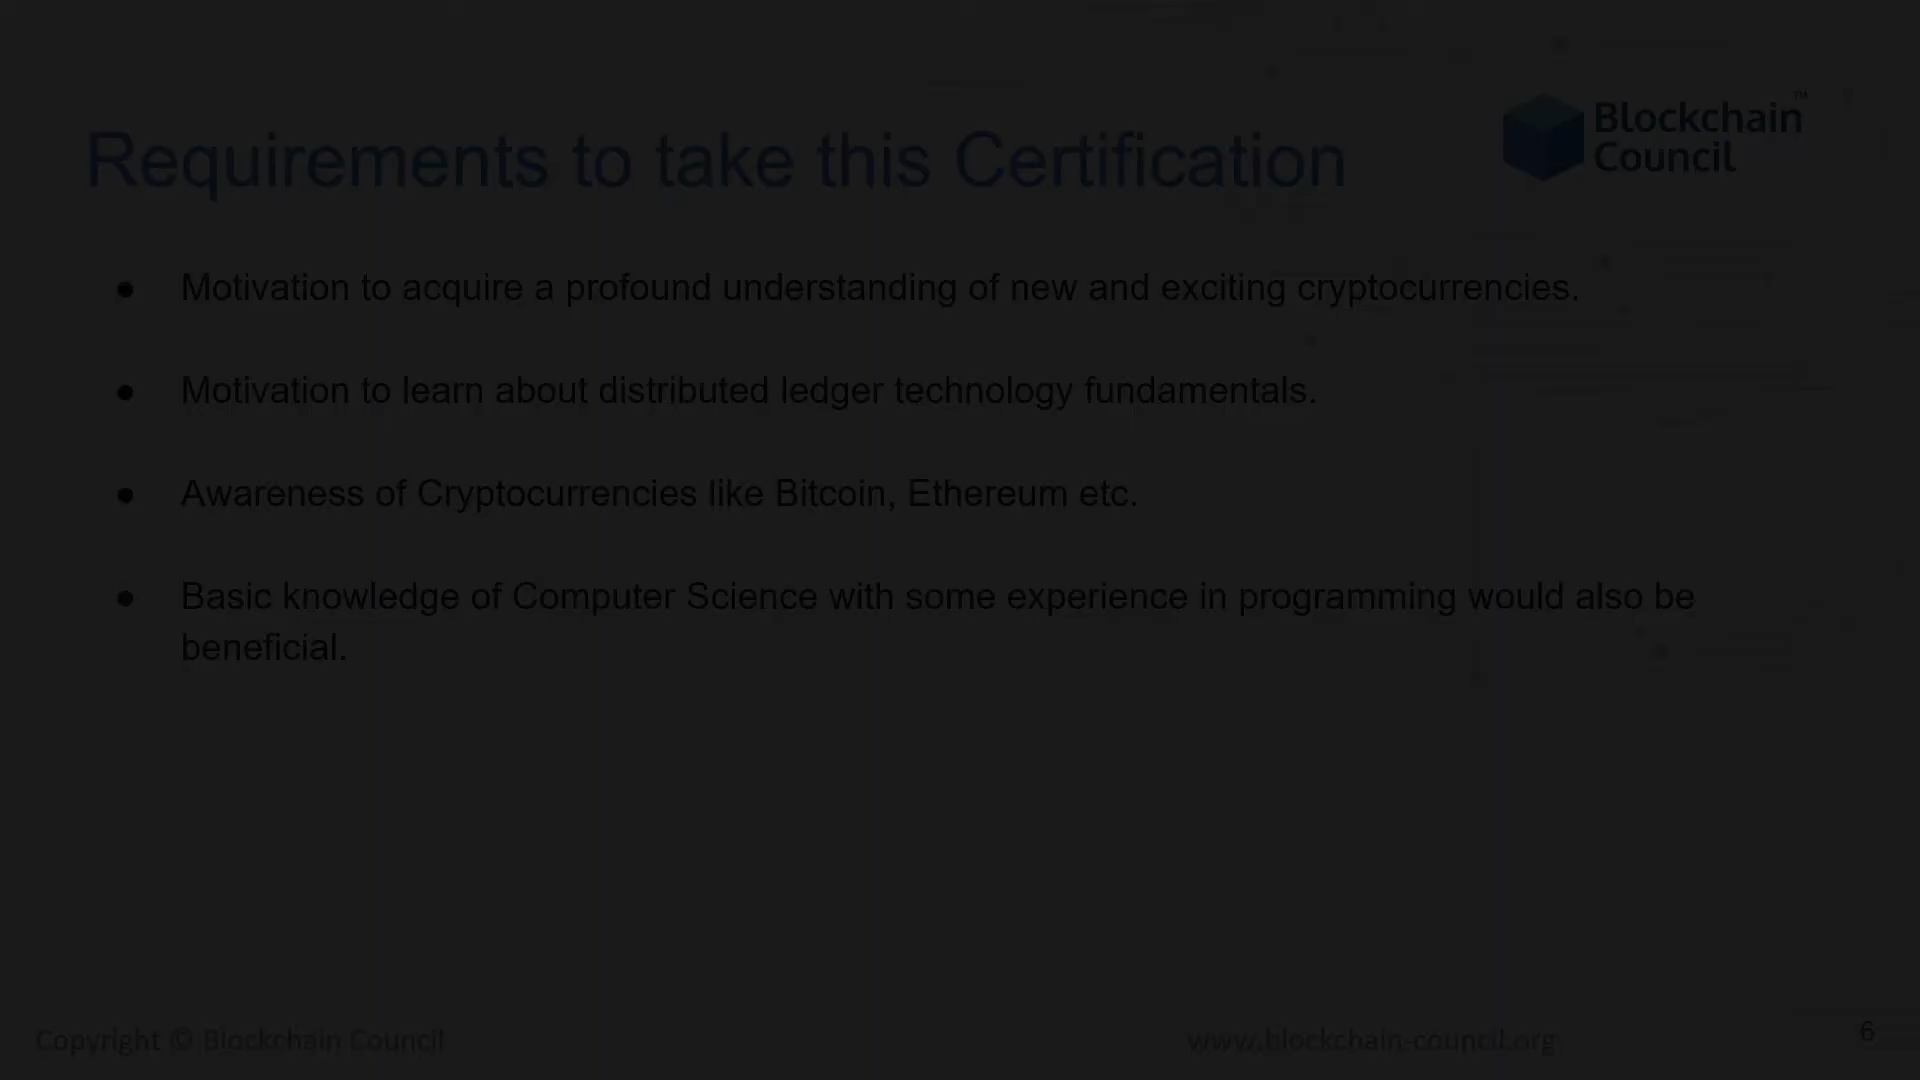 Blockchain™
Council
Requirements to take this Certification
● Motivation to acquire a profound understanding of new and exciting cryptocurrencies.
● Motivation to learn about distributed ledger technology fundamentals.
● Awareness of Cryptocurrencies like Bitcoin, Ethereum etc.
● Basic knowledge of Computer Science with some experience in programming would also be
beneficial.
Copyright © Blockchain Council
www.blockchain-council.org
6